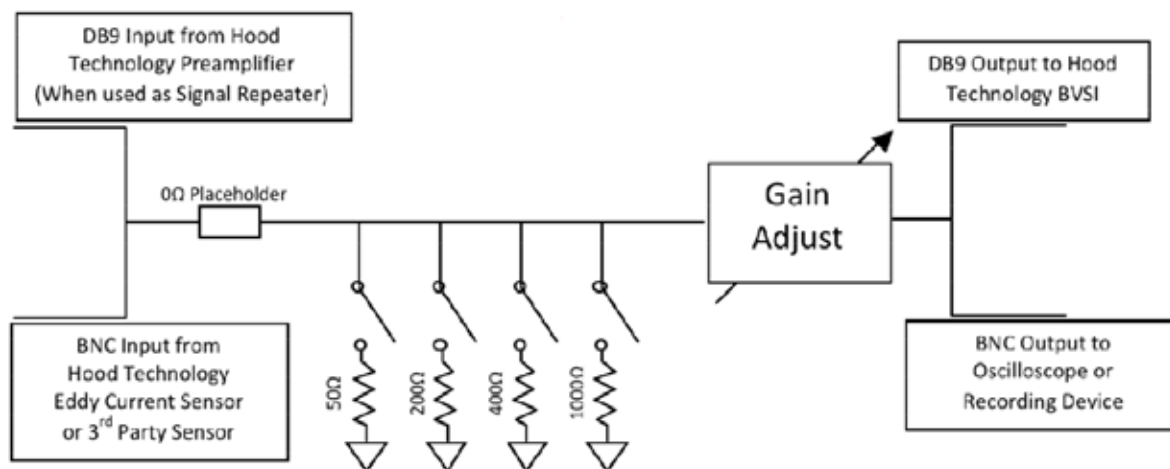 DB9 Input from Hood
Technology Preamplifier
(When used as Signal Repeater)
DB9 Output to Hood
Technology BVSI
0Ω Placeholder
Gain
Adjust
50Ω
200Ω
400Ω
1000Ω
BNC Input from
Hood Technology
Eddy Current Sensor
or 3rd Party Sensor
BNC Output to
Oscilloscope or
Recording Device